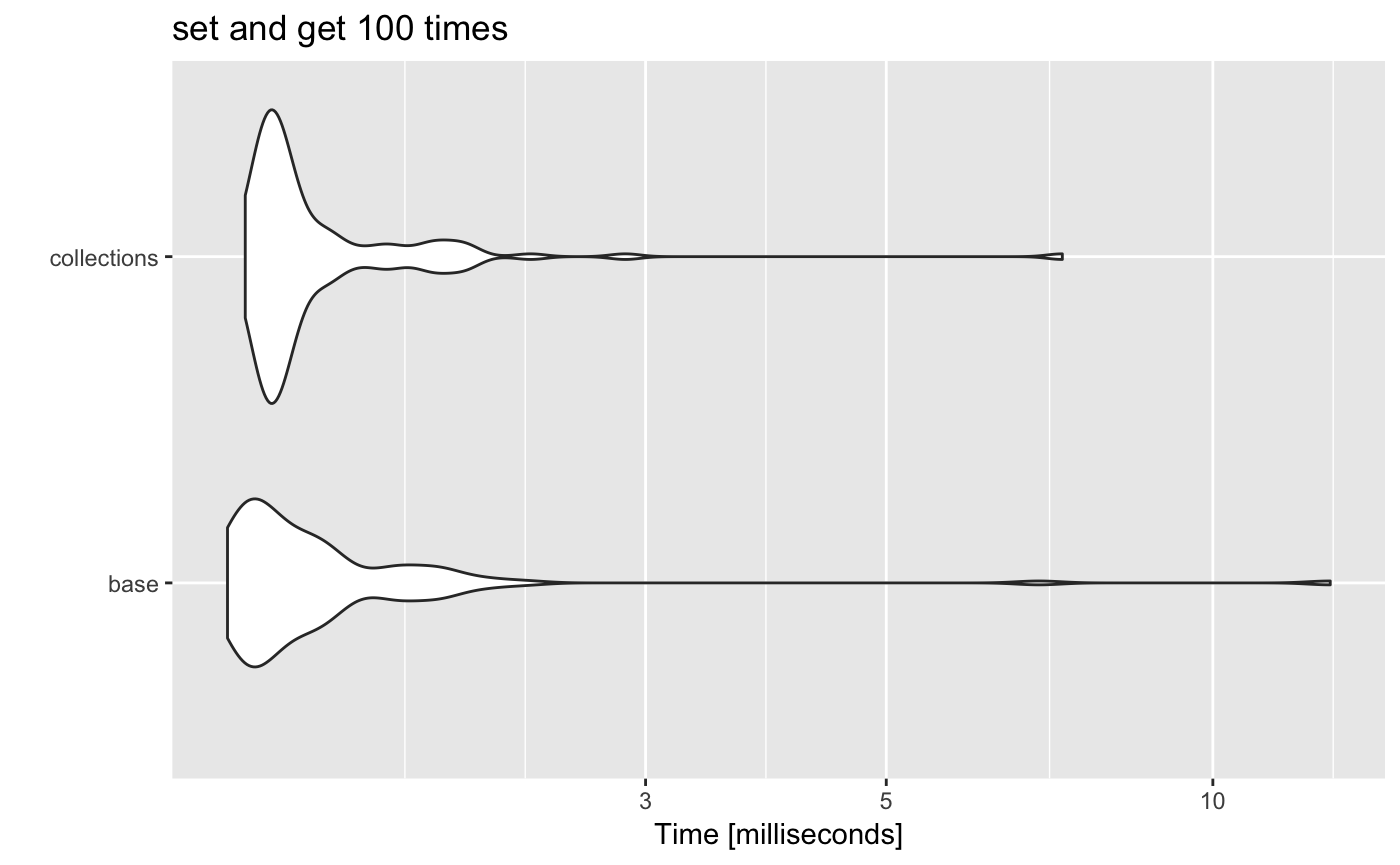 set and get 100 times
collections
base
3
5
10
Time [milliseconds]